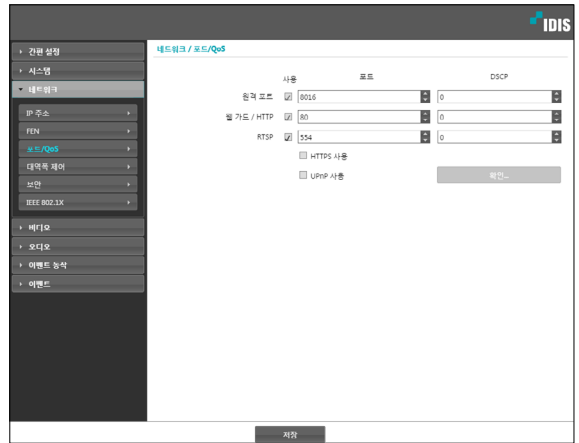 IDIS
간편 설정
시스템
네트워크
IP 주소
FEN
포트/QoS
대역폭 제어
보안
IEEE 802.1X
비디오
오디오
이벤트 동작
이벤트
네트워크 / 포트/QoS
사용 포트 DSCP
원격 포트 8016 0
웹 가드 / HTTP 80 0
RTSP 554 0
HTTPS 사용
UPnP 사용 확인...
저장